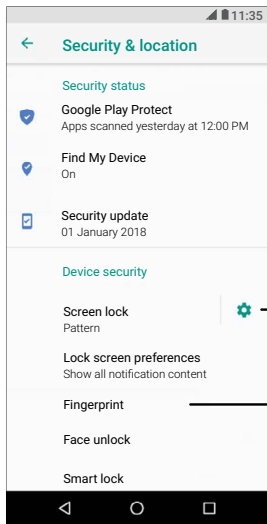 11:35
Security & location
Security status
Google Play Protect
Apps scanned yesterday at 12:00 PM
Find My Device
On
Security update
01 January 2018
Device security
Screen lock
Pattern
Lock screen preferences
Show all notification content
Fingerprint
Face unlock
Smart lock